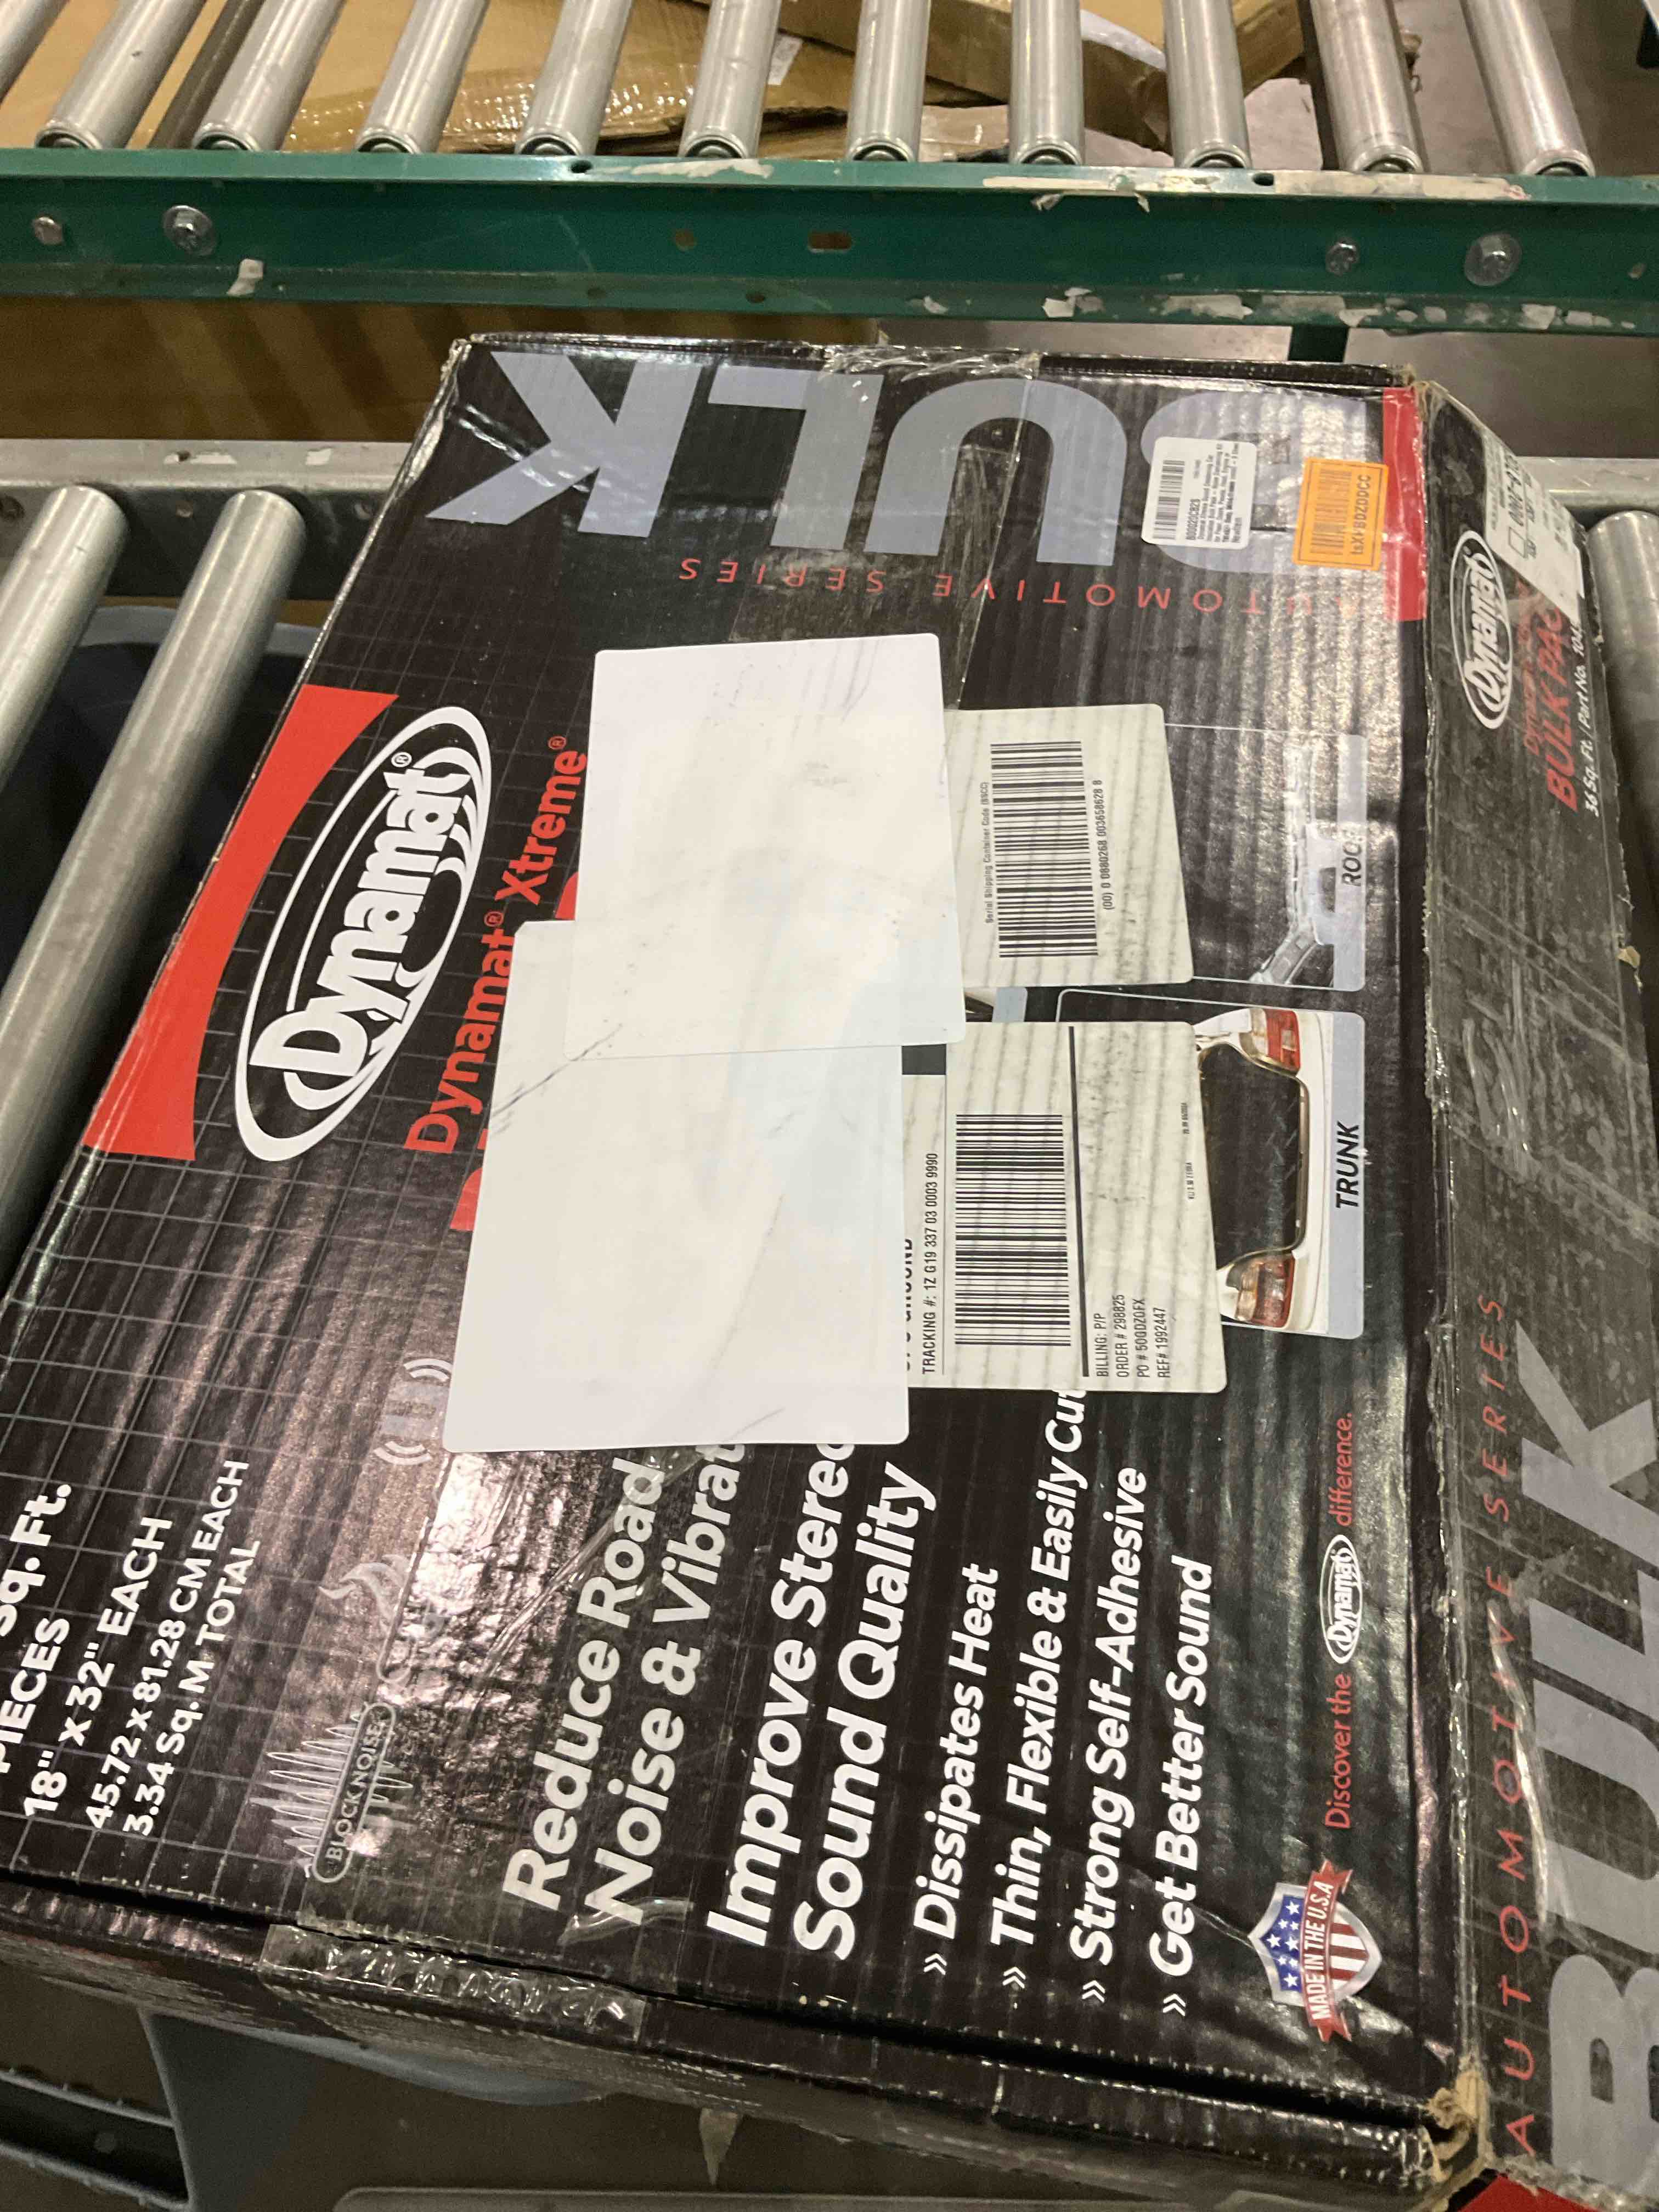 BULK
AUTOMOTIVE SERIES
Dynamat®
Dynamat® Xtreme®
Sq. Ft.
PIECES
18" x 32" EACH
45.72 x 81.28 CM EACH
3.34 Sq. M TOTAL
BLOCK NOISE
Reduce Road
Noise & Vibrat
Improve Stereo
Sound Quality
» Dissipates Heat
» Thin, Flexible & Easily Cut
» Strong Self-Adhesive
» Get Better Sound
MADE IN THE U.S.A
Discover the Dynamat difference.
Serial Shipping Container Code (SSCC)
(00) 0 0880268 003658628 8
TRACKING #: 1Z G19 337 03 0003 9990
BILLING: P/P
ORDER # 298825
PO # 50QDZQFX
REF# 1992447
ROOF
TRUNK
Dynamat
BULK PAC
36 Sq. Ft. | Part No.
AUTOMOTIVE SERIES
BULK